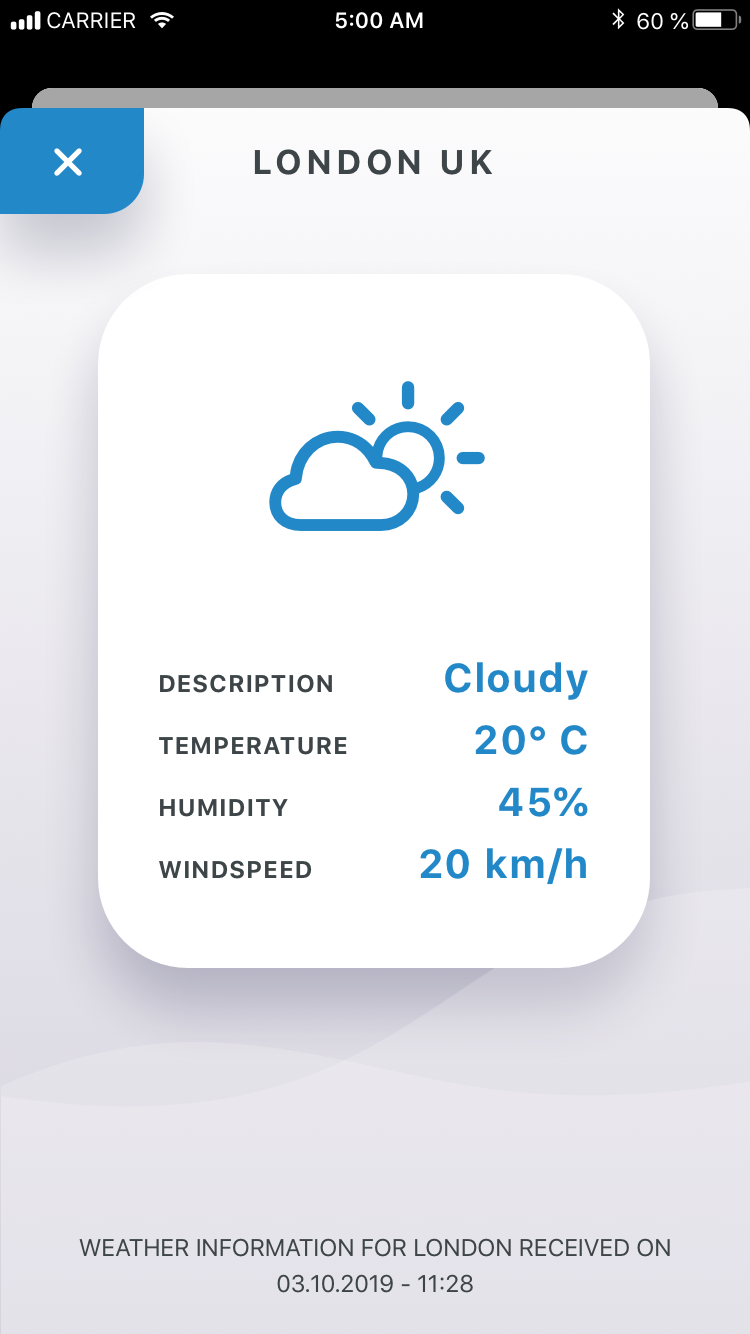 CARRIER 5:00 AM 60 %
LONDON UK
DESCRIPTION Cloudy
TEMPERATURE 20° C
HUMIDITY 45%
WINDSPEED 20 km/h
WEATHER INFORMATION FOR LONDON RECEIVED ON
03.10.2019 - 11:28